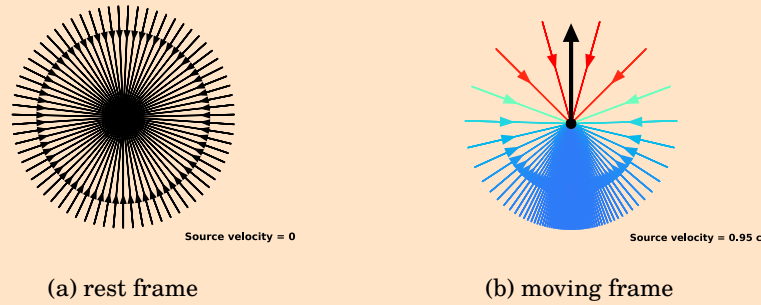 Source velocity = 0
Source velocity = 0.95 c
(a) rest frame
(b) moving frame